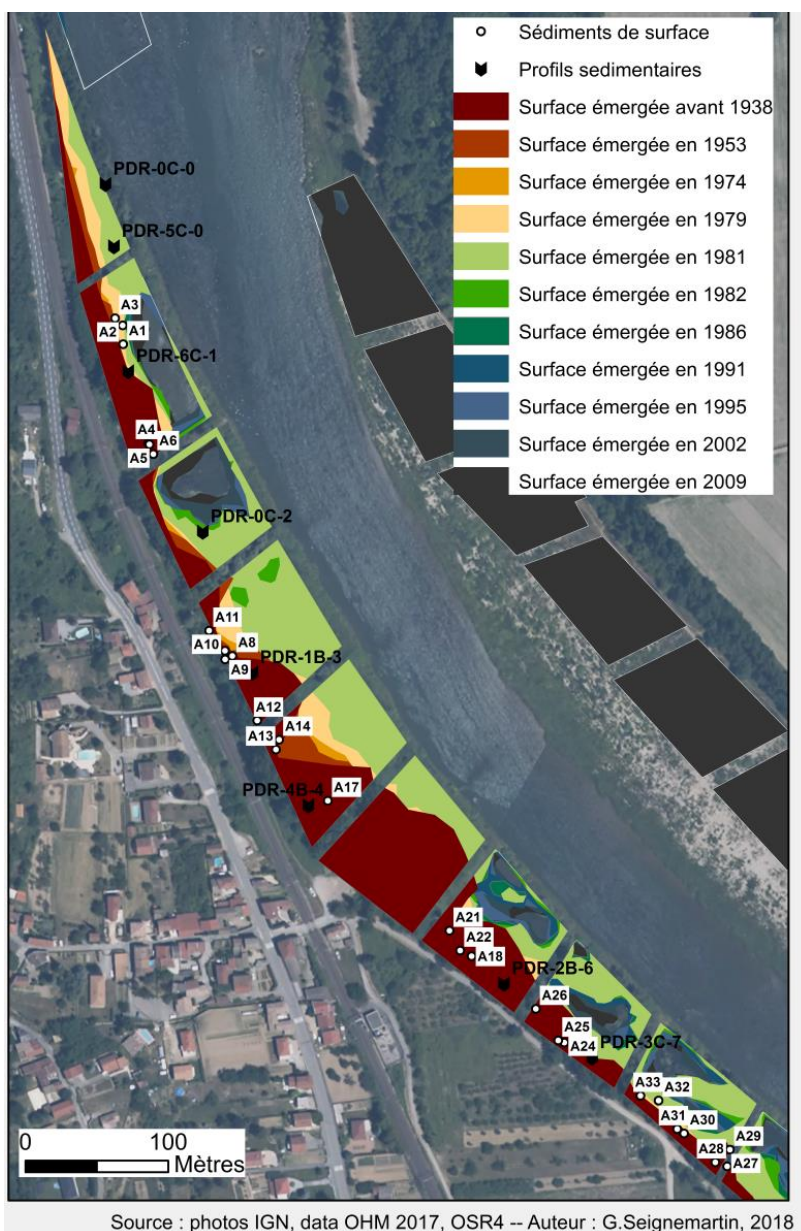 Sédiments de surface
Profils sedimentaires
Surface émergée avant 1938
Surface émergée en 1953
Surface émergée en 1974
Surface émergée en 1979
Surface émergée en 1981
Surface émergée en 1982
Surface émergée en 1986
Surface émergée en 1991
Surface émergée en 1995
Surface émergée en 2002
Surface émergée en 2009
PDR-0C-0
PDR-5C-0
A3
A2 A1
PDR-6C-1
A4
A6
A5
PDR-0C-2
A11
A10 A8
A9
PDR-1B-3
A12
A13 A14
PDR-4B-4
A17
A21
A22
A18
PDR-2B-6
A26
A25
A24
PDR-3C-7
A33 A32
A31 A30
A29
A28
A27
0 100
Mètres
Source : photos IGN, data OHM 2017, OSR4 -- Auteur : G.Seignemartin, 2018